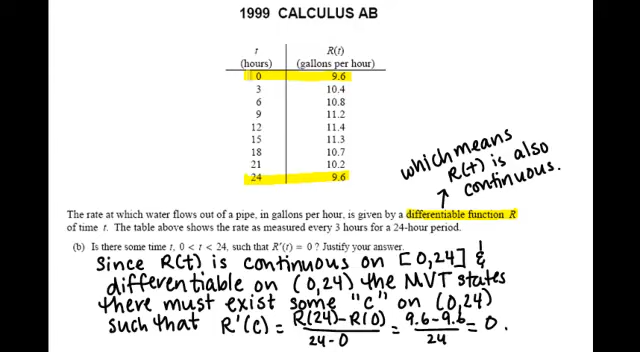 1999 CALCULUS AB
t R(t)
(hours) (gallons per hour)
0 9.6
3 10.4
6 10.8
9 11.2
12 11.4
15 11.3
18 10.7
21 10.2
24 9.6
which means
R(t) is also
continuous.
The rate at which water flows out of a pipe, in gallons per hour, is given by a differentiable function R
of time t. The table above shows the rate as measured every 3 hours for a 24-hour period.
(b) Is there some time t, 0 < t < 24, such that R'(t) = 0? Justify your answer.
Since R(t) is continuous on [0,24] &
differentiable on (0,24) the MVT states
there must exist some "c" on (0,24)
such that R'(c) = R(24)-R(0) / 24-0 = 9.6-9.6 / 24 = 0.